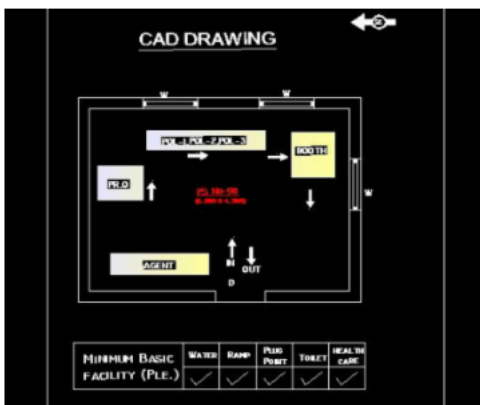 CAD DRAWING
W
W
POL-1,POL-2,POL-3
BOOTH
W
PR.O
AGENT
IN
OUT
D
MINIMUM BASIC
FACILITY (PLE.)
WATER
RAMP
PLUG
POINT
TOILET
HEALTH
CARE